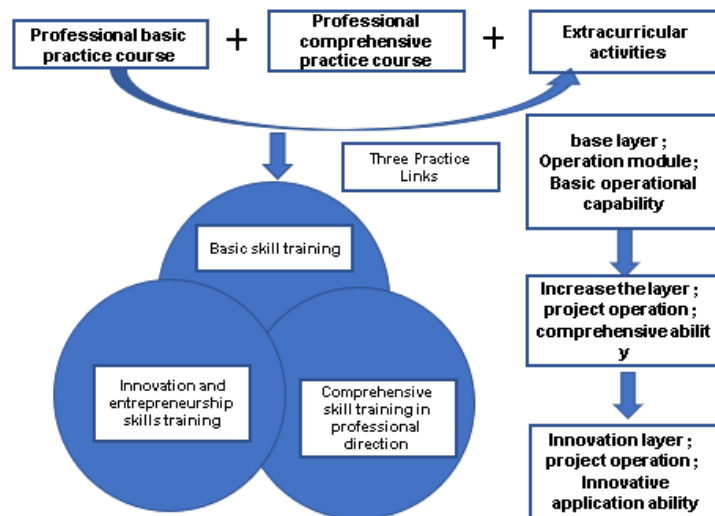 Professional basic
practice course
+
Professional
comprehensive
practice course
+
Extracurricular
activities
Three Practice
Links
base layer;
Operation module;
Basic operational
capability
Basic skill training
Increase the layer;
project operation;
comprehensive abilit
y
Innovation and
entrepreneurship
skills training
Comprehensive
skill training in
professional
direction
Innovation layer;
project operation;
Innovative
application ability